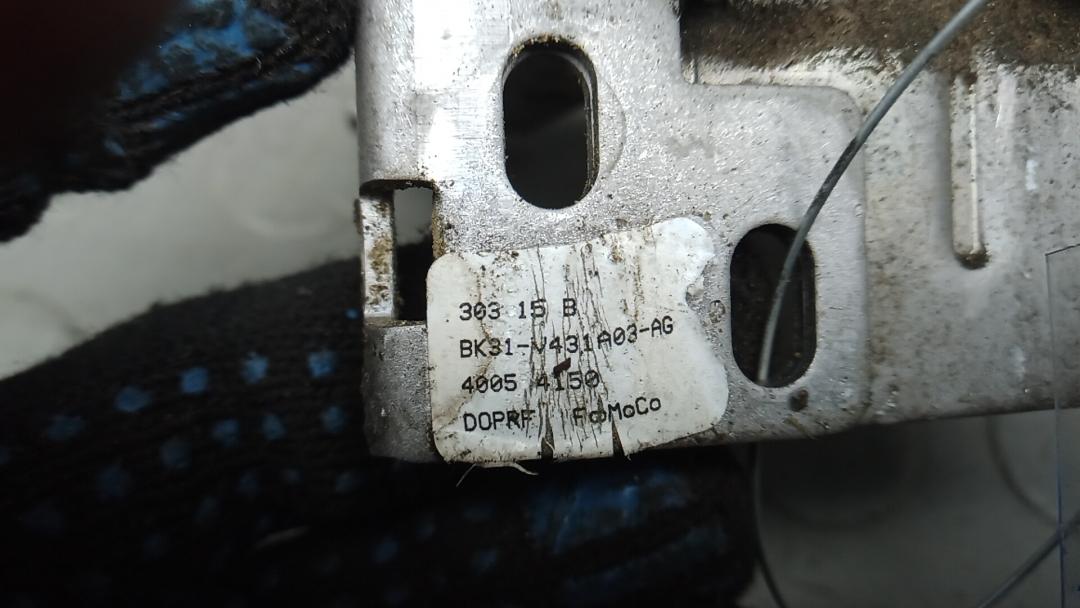 303 15 B
BK31-V431A03-AG
4005 4150
DOPRF FoMoCo